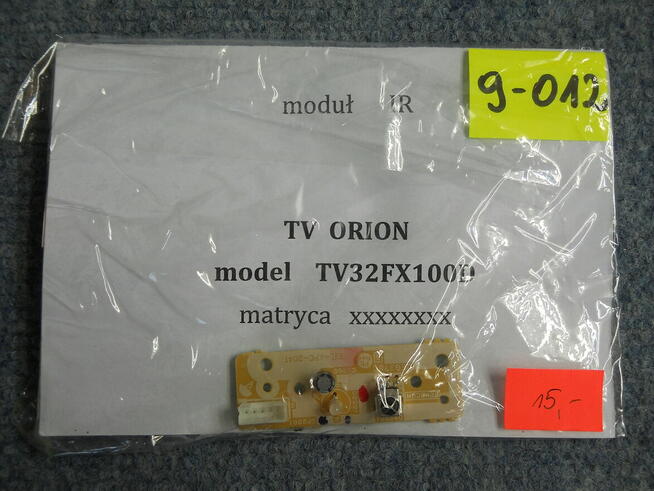 moduł IR
9-012
TV ORION
model TV32FX100D
matryca xxxxxxxx
15,-